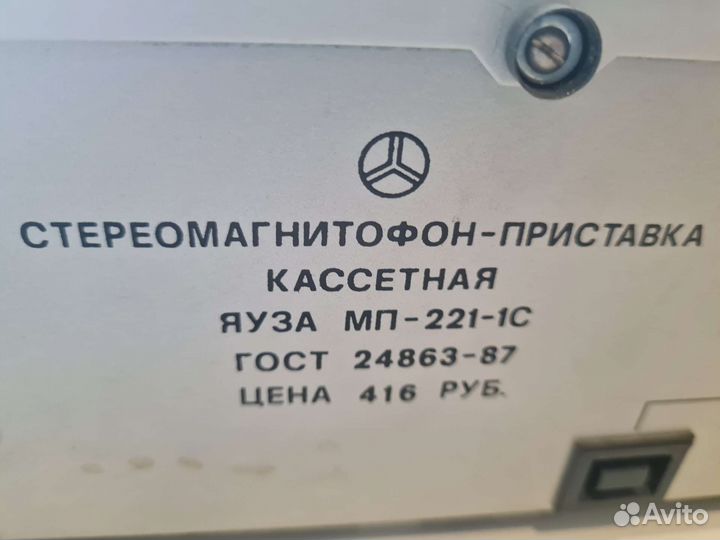 СТЕРЕОМАГНИТОФОН-ПРИСТАВКА
КАССЕТНАЯ
ЯУЗА МП-221-1С
ГОСТ 24863-87
ЦЕНА 416 РУБ.
Avito